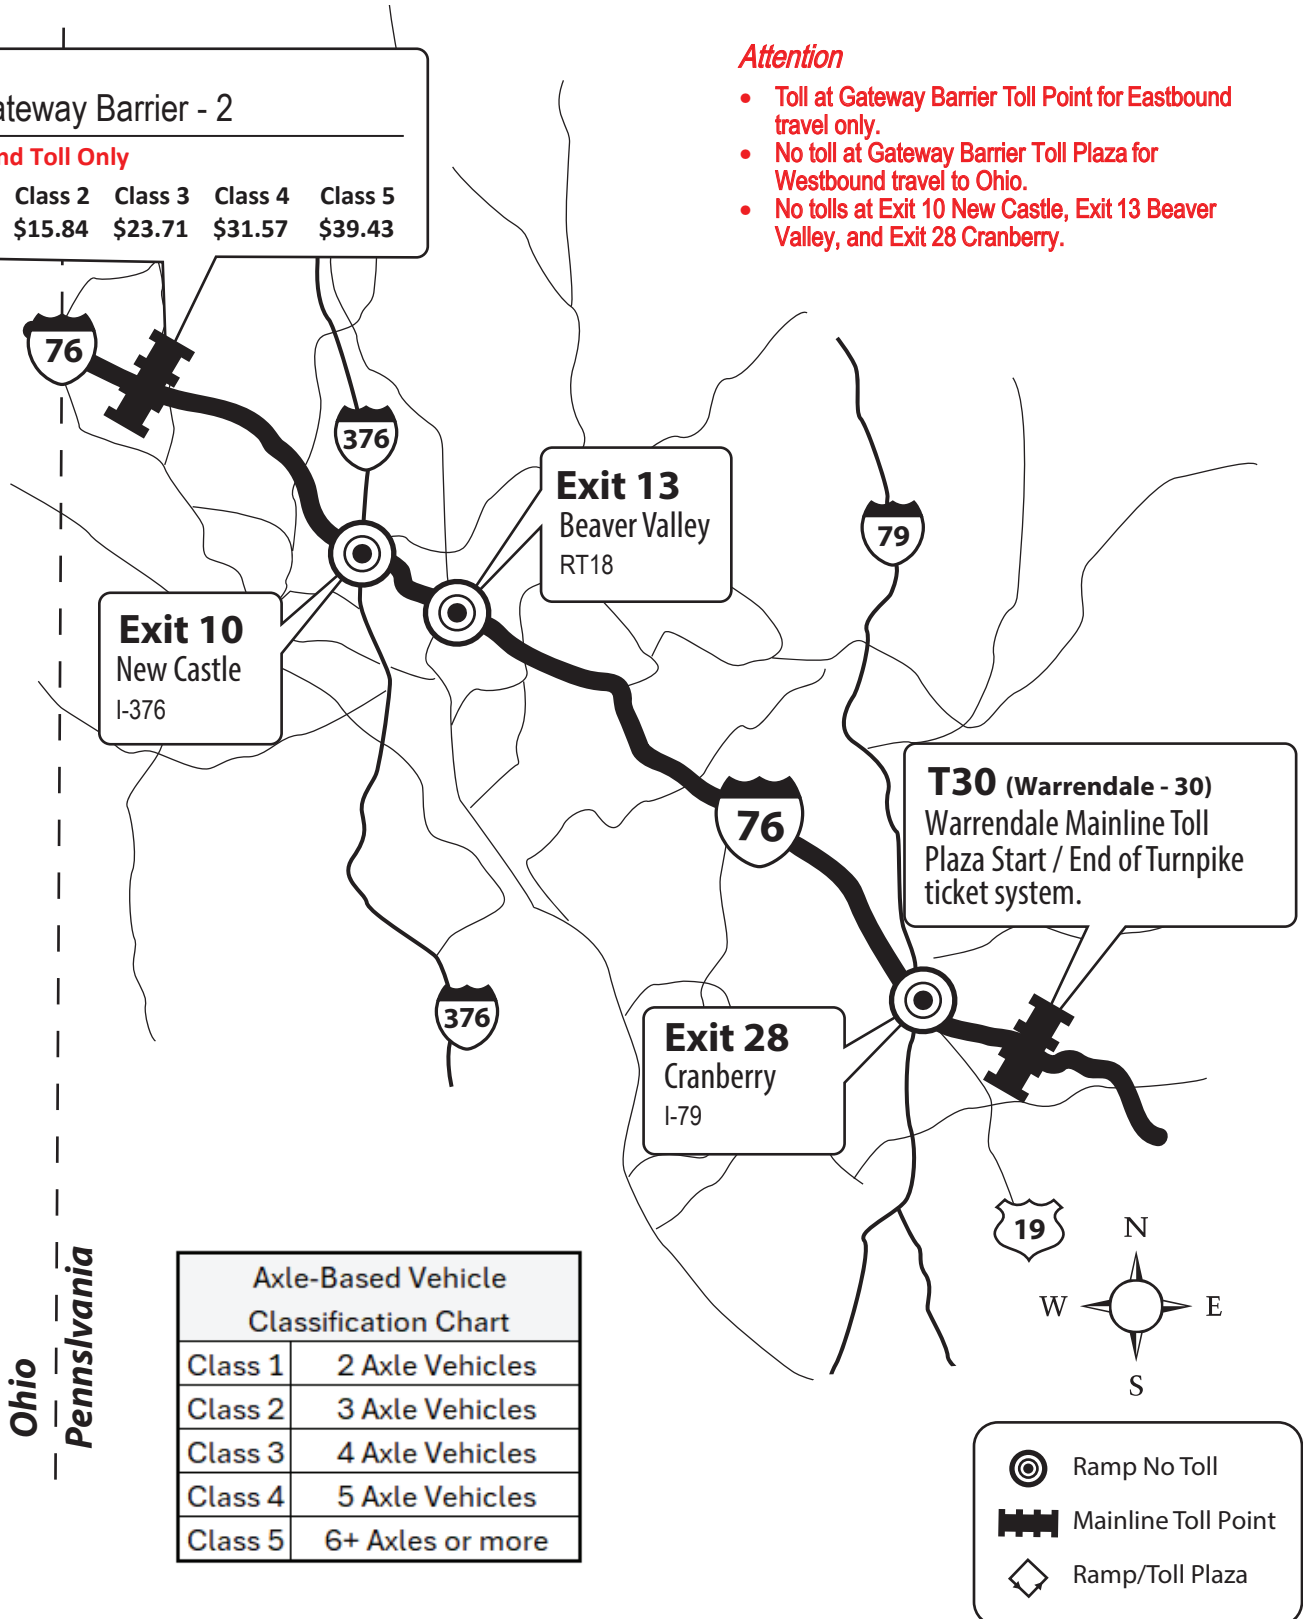 ateway Barrier - 2
nd Toll Only
Class 2 Class 3 Class 4 Class 5
$15.84 $23.71 $31.57 $39.43
Attention
• Toll at Gateway Barrier Toll Point for Eastbound
travel only.
• No toll at Gateway Barrier Toll Plaza for
Westbound travel to Ohio.
• No tolls at Exit 10 New Castle, Exit 13 Beaver
Valley, and Exit 28 Cranberry.
76
376
Exit 13
Beaver Valley
RT18
79
Exit 10
New Castle
I-376
76
T30 (Warrendale - 30)
Warrendale Mainline Toll
Plaza Start / End of Turnpike
ticket system.
376
Exit 28
Cranberry
I-79
19
N
W E
S
Ohio
Pennslvania
Axle-Based Vehicle
Classification Chart
Class 1 2 Axle Vehicles
Class 2 3 Axle Vehicles
Class 3 4 Axle Vehicles
Class 4 5 Axle Vehicles
Class 5 6+ Axles or more
Ramp No Toll
Mainline Toll Point
Ramp/Toll Plaza